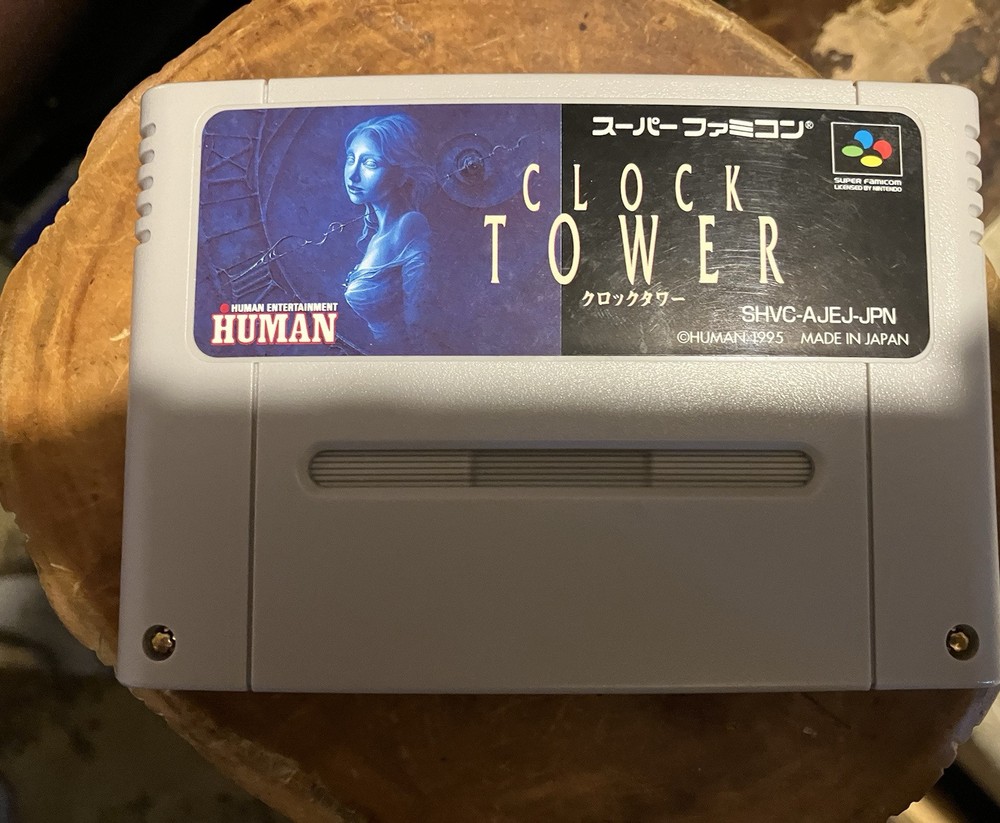 スーパーファミコン®
SUPER FAMICOM
LICENSED BY NINTENDO
CLOCK
TOWER
クロックタワー
HUMAN ENTERTAINMENT
HUMAN
SHVC-AJEJ-JPN
©HUMAN 1995 MADE IN JAPAN